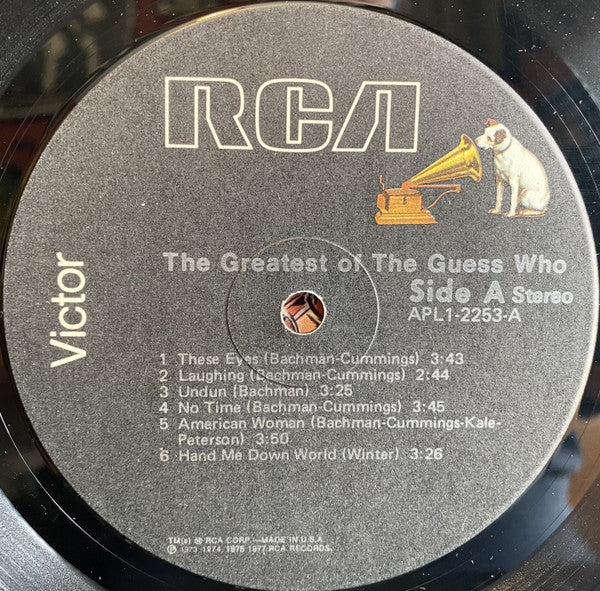 RCA
Victor
The Greatest of The Guess Who
Side A Stereo
APL1-2253-A
1 These Eyes (Bachman-Cummings) 3:43
2 Laughing (Bachman-Cummings) 2:44
3 Undun (Bachman) 3:25
4 No Time (Bachman-Cummings) 3:45
5 American Woman (Bachman-Cummings-Kale-
Peterson) 3:50
6 Hand Me Down World (Winter) 3:26
TM(s) ® RCA CORP.—MADE IN U.S.A.
℗ 1973 1974, 1975 1977 RCA RECORDS.